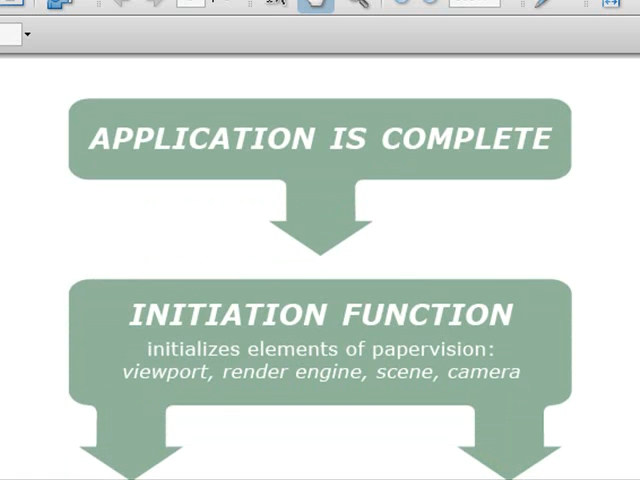 APPLICATION IS COMPLETE
INITIATION FUNCTION
initializes elements of papervision:
viewport, render engine, scene, camera